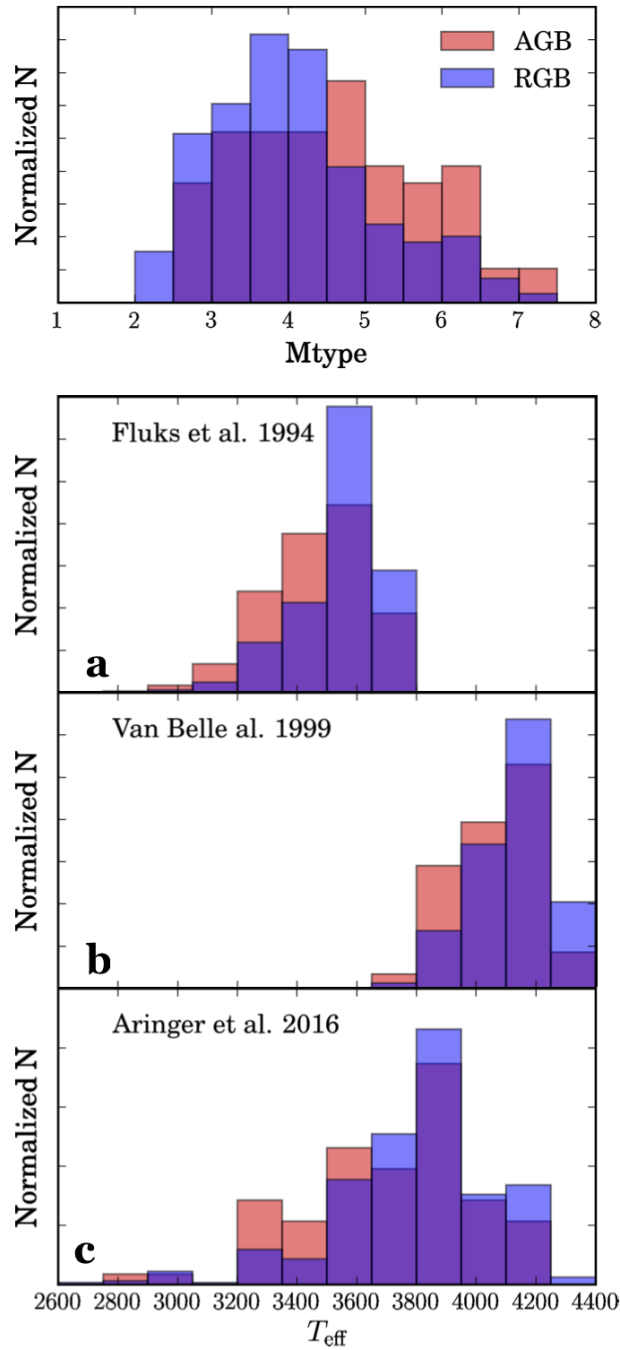 Normalized N
AGB
RGB
1 2 3 4 5 6 7 8
Mtype
Normalized N
Fluks et al. 1994
a
Normalized N
Van Belle al. 1999
b
Normalized N
Aringer et al. 2016
c
2600 2800 3000 3200 3400 3600 3800 4000 4200 4400
Teff